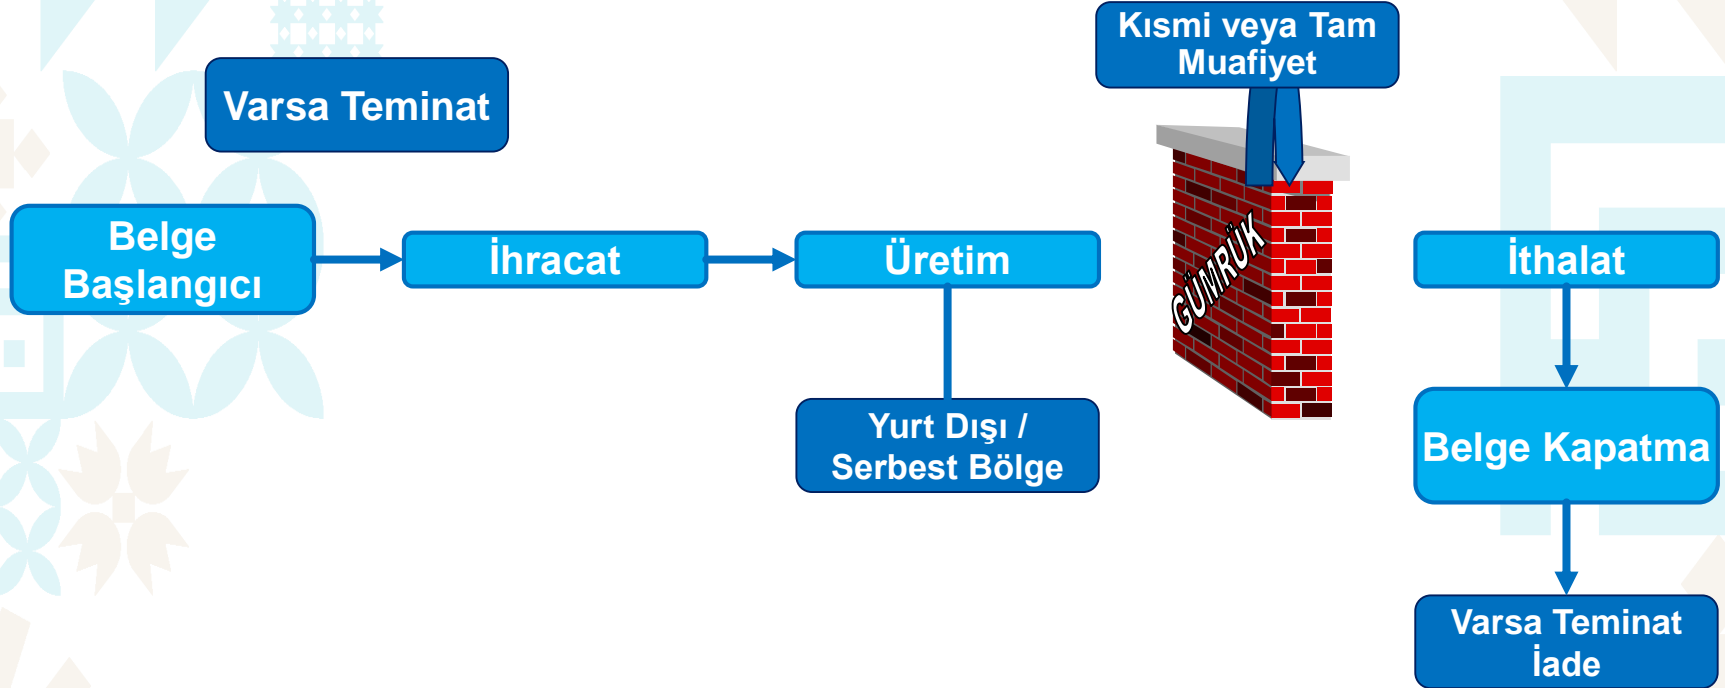 Kısmi veya Tam
Muafiyet
Varsa Teminat
Belge
Başlangıcı
İhracat
Üretim
GÜMRÜK
İthalat
Yurt Dışı /
Serbest Bölge
Belge Kapatma
Varsa Teminat
İade